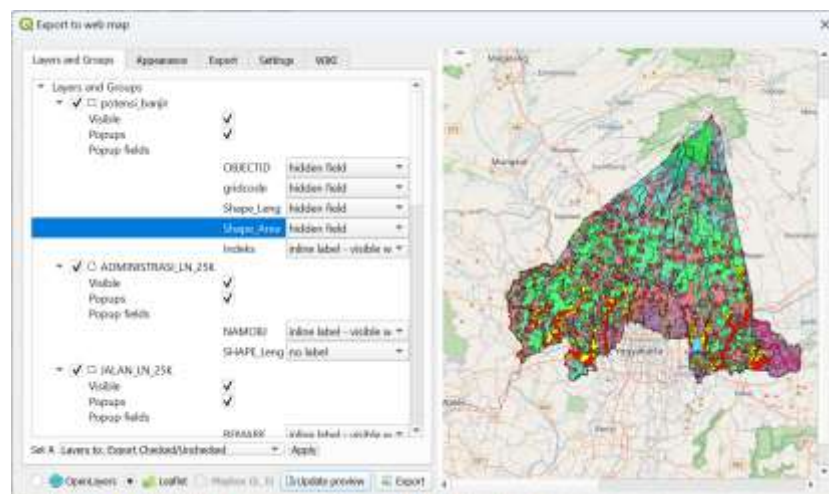 Export to web map
Layers and Groups Appearance Export Settings WIKI
Layers and Groups
potensi_banjir
Visible
Popups
Popup fields
OBJECTID hidden field
gridcode hidden field
Shape_Leng hidden field
Shape_Area hidden field
Indeks inline label - visible w
ADMINISTRASI_LN_25K
Visible
Popups
Popup fields
NAMOBJ inline label - visible w
SHAPE_Leng no label
JALAN_LN_25K
Visible
Popups
Popup fields
REMARK inline label - visible w
Set A Layers to: Export Checked/Unchecked Apply
OpenLayers Leaflet Update preview Export
Magelang
Yogyakarta